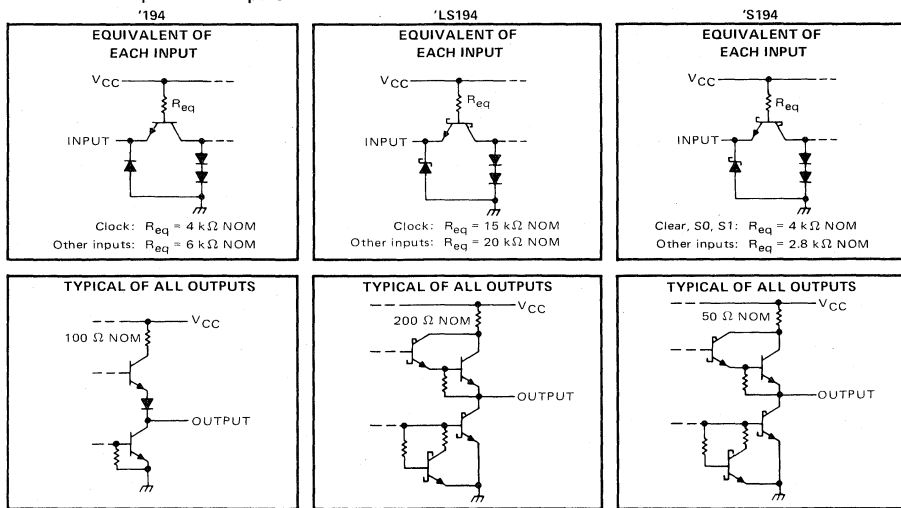 '194
EQUIVALENT OF
EACH INPUT
VCC
Req
INPUT
Clock: Req = 4 kΩ NOM
Other inputs: Req = 6 kΩ NOM
'LS194
EQUIVALENT OF
EACH INPUT
VCC
Req
INPUT
Clock: Req = 15 kΩ NOM
Other inputs: Req = 20 kΩ NOM
'S194
EQUIVALENT OF
EACH INPUT
VCC
Req
INPUT
Clear, S0, S1: Req = 4 kΩ NOM
Other inputs: Req = 2.8 kΩ NOM
TYPICAL OF ALL OUTPUTS
VCC
100 Ω NOM
OUTPUT
TYPICAL OF ALL OUTPUTS
VCC
200 Ω NOM
OUTPUT
TYPICAL OF ALL OUTPUTS
VCC
50 Ω NOM
OUTPUT